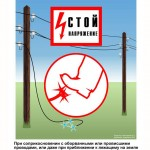 СТОЙ
НАПРЯЖЕНИЕ
При соприкосновении с оборванными или провисшими
проводами, или даже при приближении к лежащему на земле